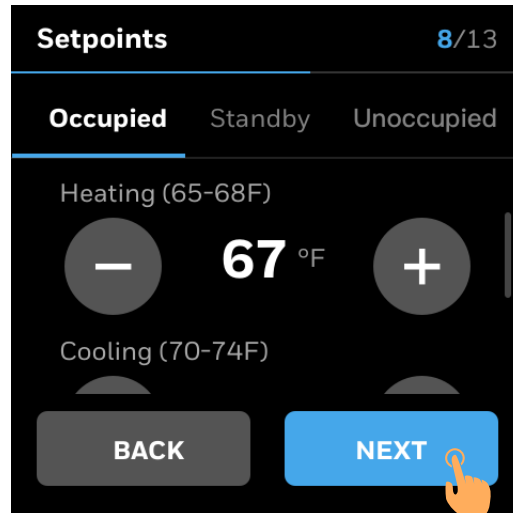 Setpoints 8/13
Occupied Standby Unoccupied
Heating (65-68F)
− 67 °F +
Cooling (70-74F)
BACK NEXT